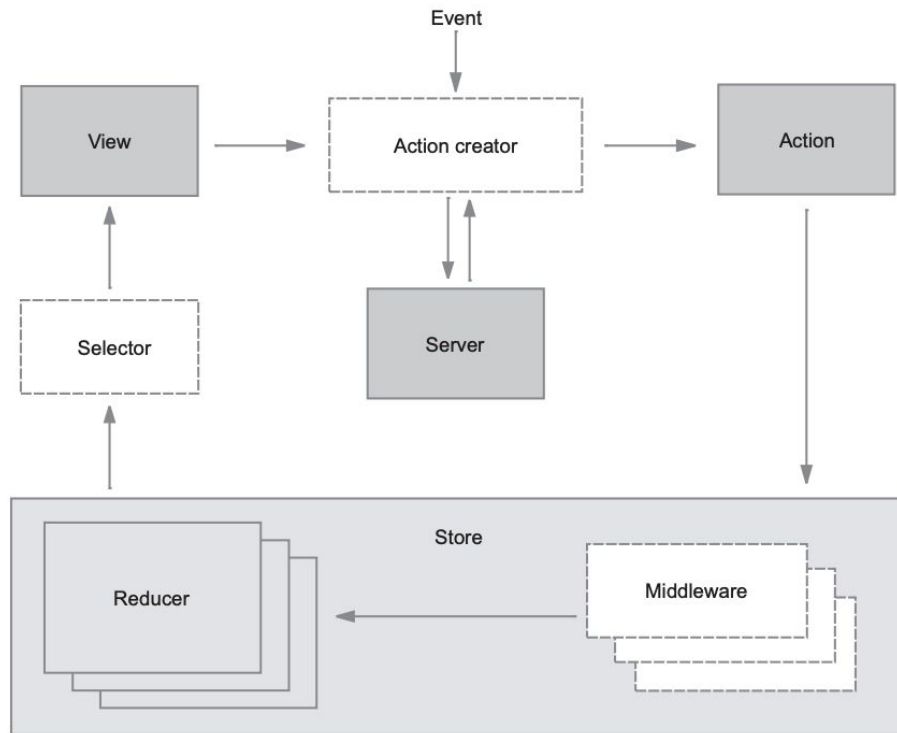 Event
View
Action creator
Action
Selector
Server
Store
Reducer
Middleware